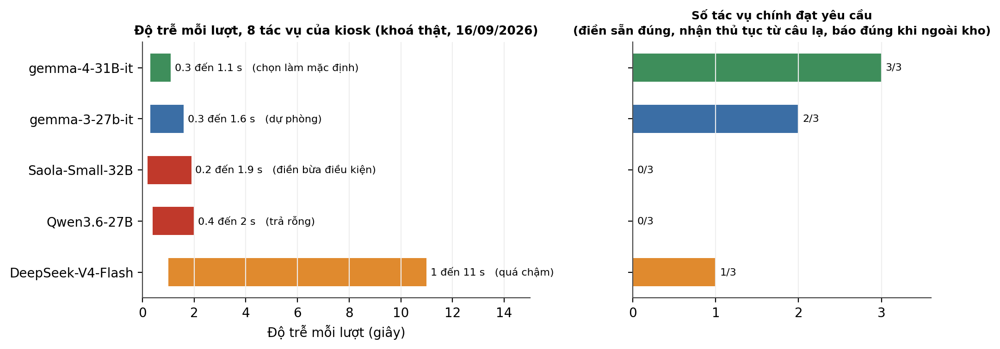 Độ trễ mỗi lượt, 8 tác vụ của kiosk (khoá thật, 16/09/2026)
gemma-4-31B-it
0.3 đến 1.1 s (chọn làm mặc định)
gemma-3-27b-it
0.3 đến 1.6 s (dự phòng)
Saola-Small-32B
0.2 đến 1.9 s (điền bừa điều kiện)
Qwen3.6-27B
0.4 đến 2 s (trả rỗng)
DeepSeek-V4-Flash
1 đến 11 s (quá chậm)
0 2 4 6 8 10 12 14
Độ trễ mỗi lượt (giây)
Số tác vụ chính đạt yêu cầu
(điền sẵn đúng, nhận thủ tục từ câu lạ, báo đúng khi ngoài kho)
3/3
2/3
0/3
0/3
1/3
0 1 2 3